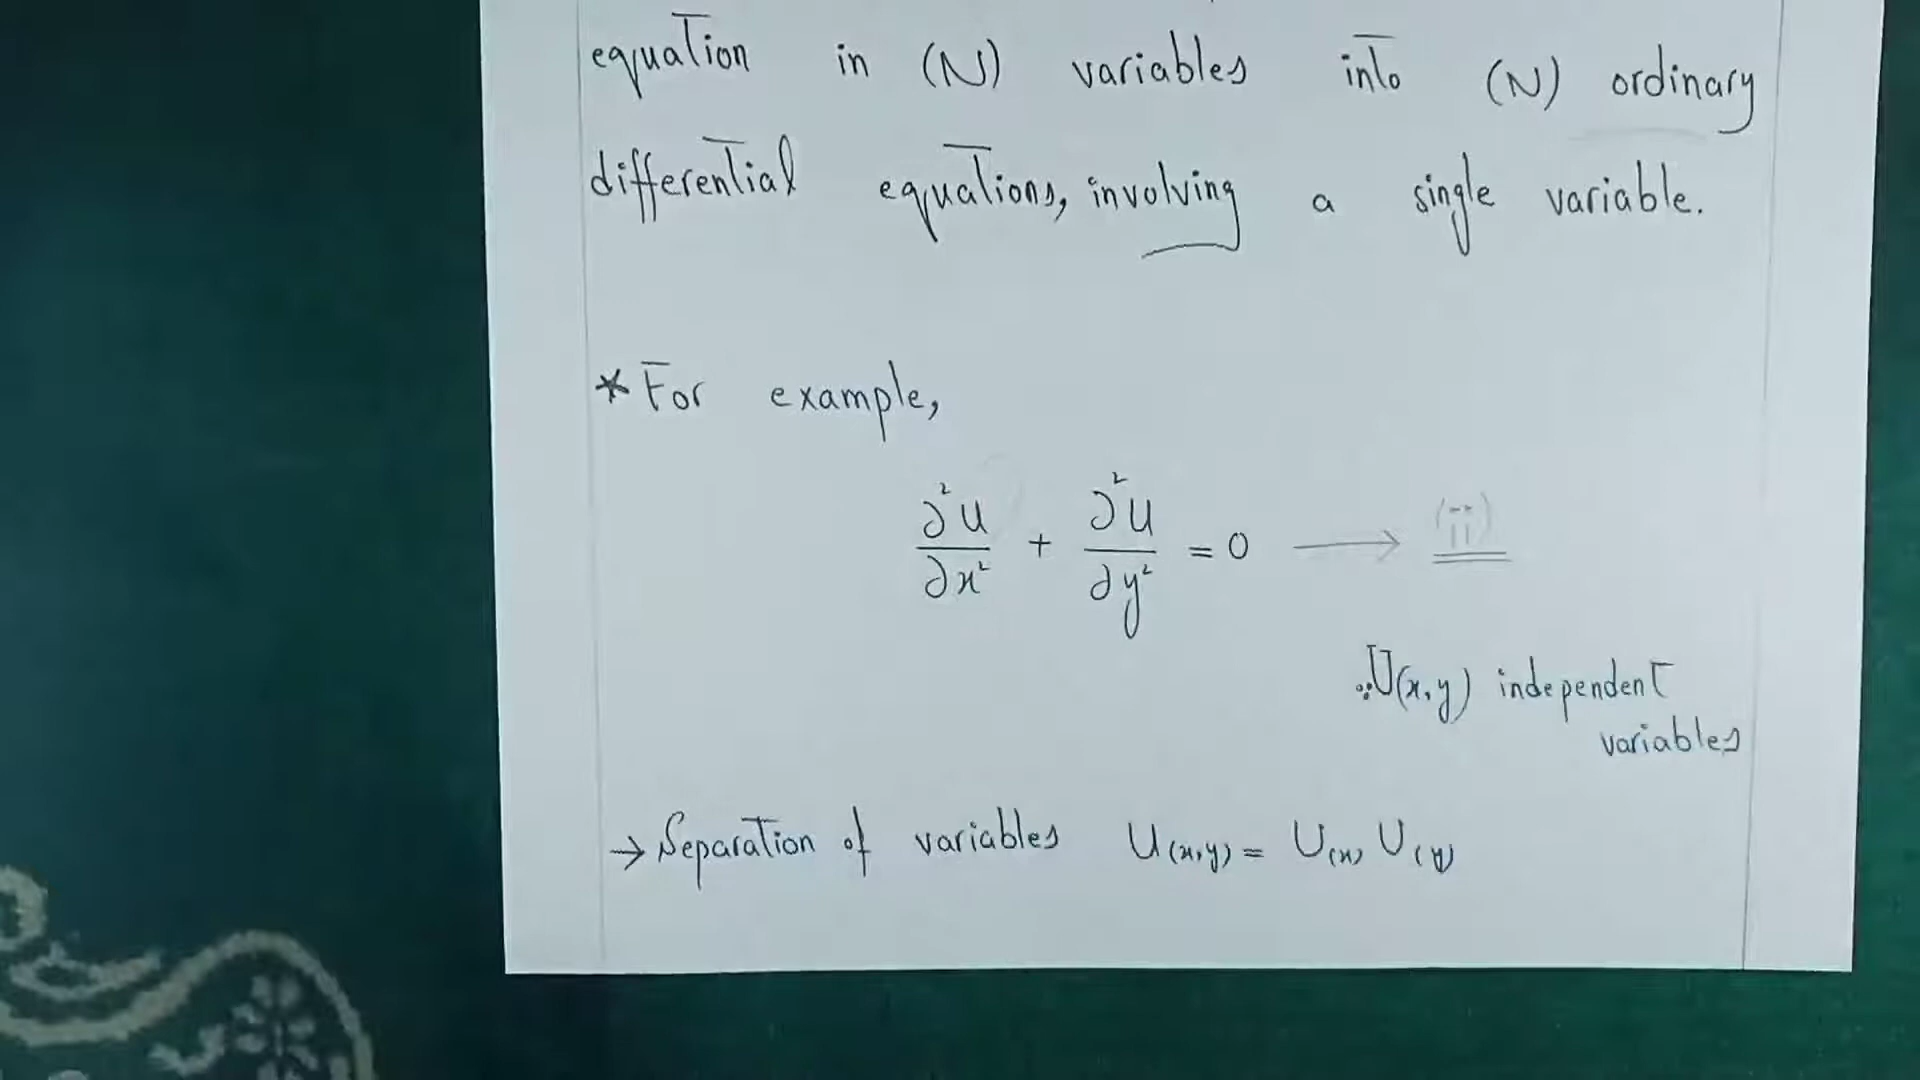 equation in (N) variables into (N) ordinary
differential equations, involving a single variable.
* For example,
∂²u/∂x² + ∂²u/∂y² = 0 →
U(x,y) independent
variables
→ Separation of variables U(x,y) = U(x) U(y)